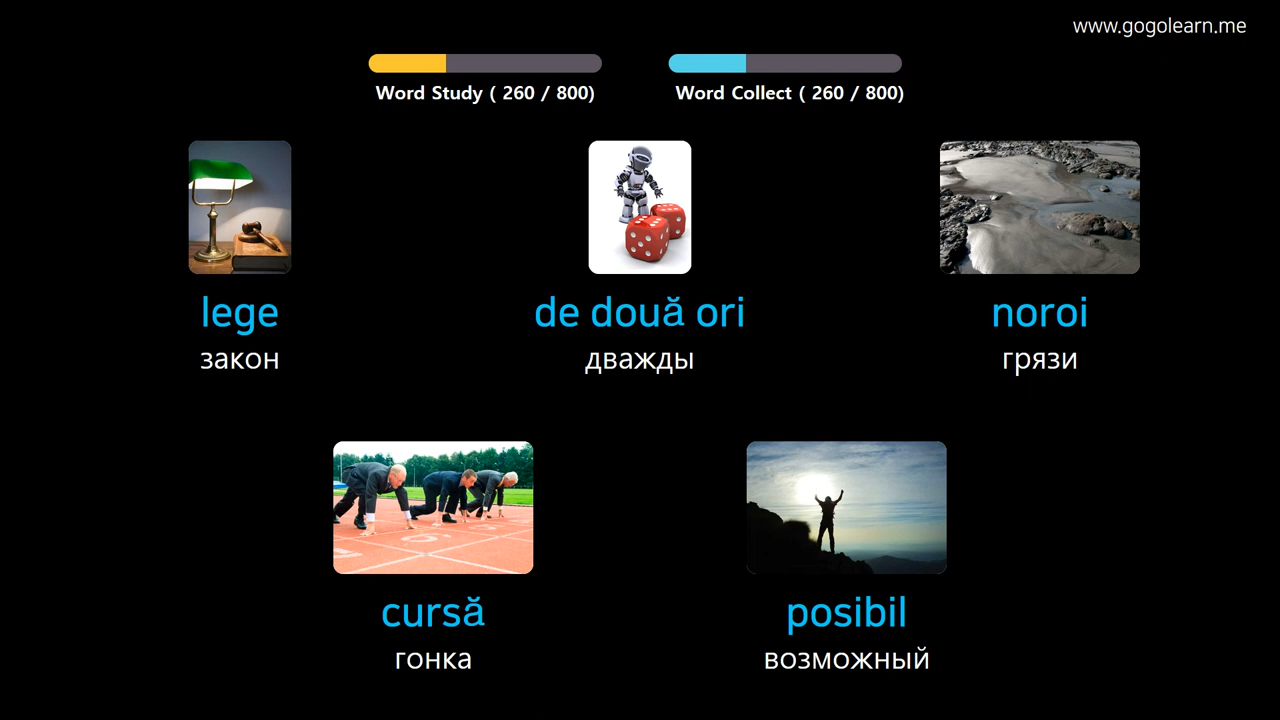 www.gogolearn.me
Word Study ( 260 / 800)
Word Collect ( 260 / 800)
lege
закон
de două ori
дважды
noroi
грязи
cursă
гонка
posibil
возможный